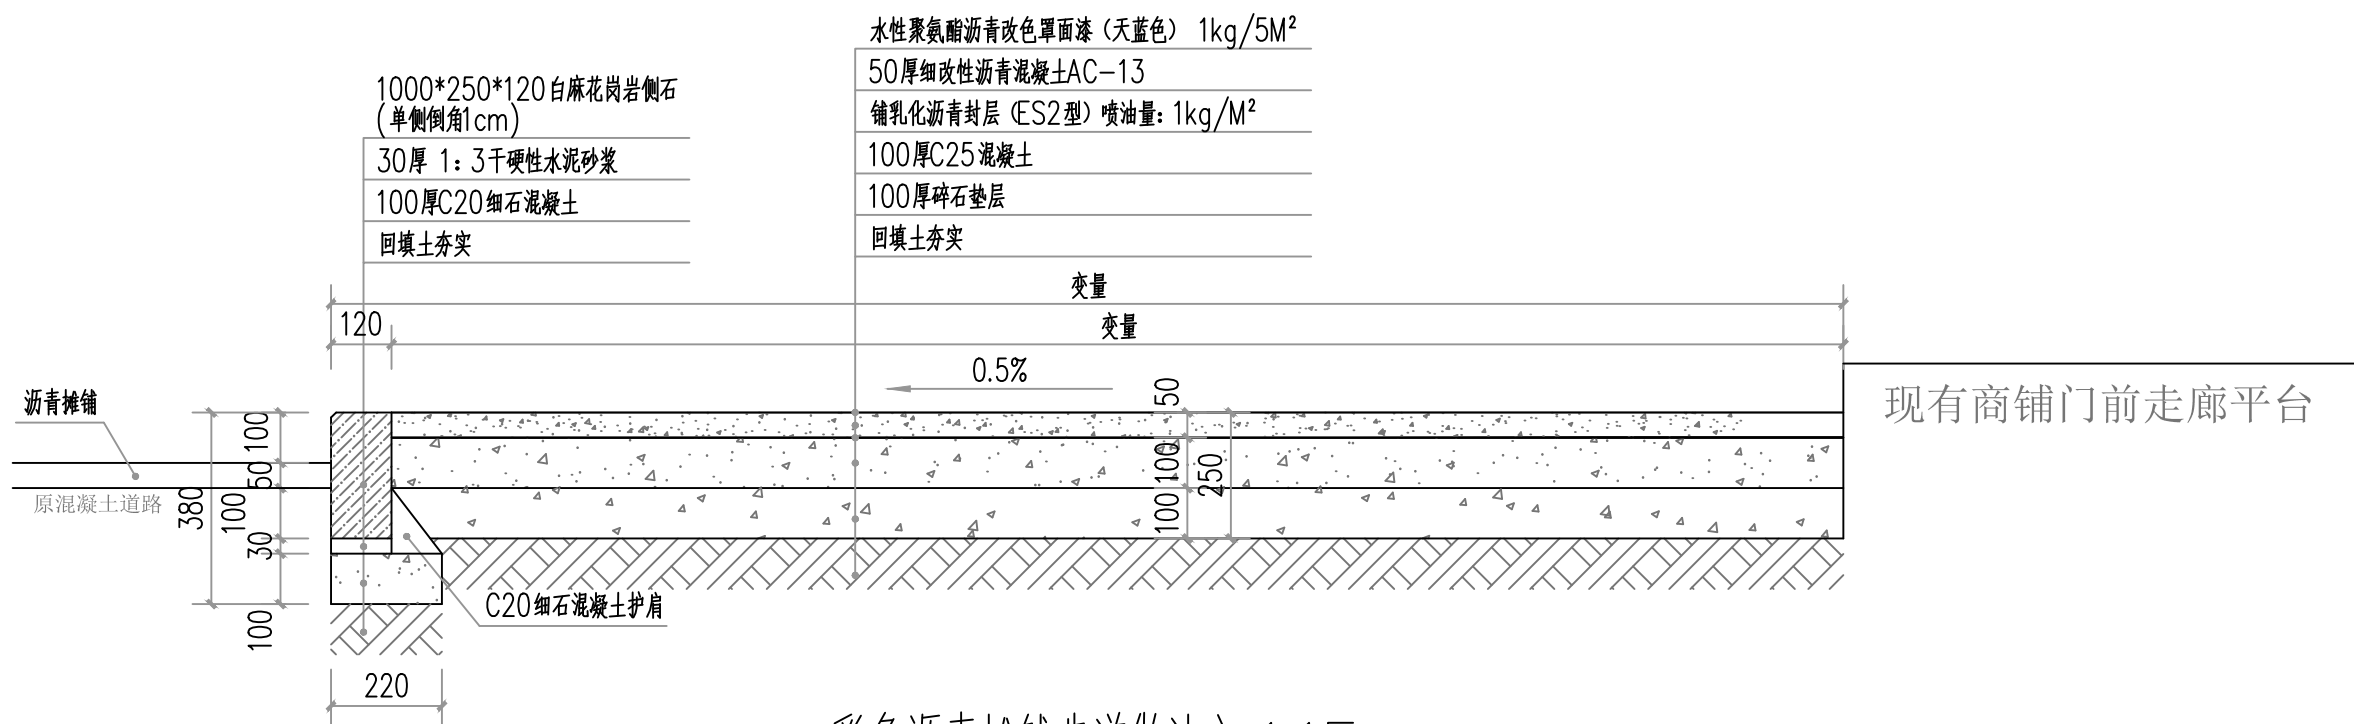 水性聚氨酯沥青改色罩面漆（天蓝色） 1kg/5M²
50厚细改性沥青混凝土AC-13
铺乳化沥青封层（ES2型）喷油量：1kg/M²
100厚C25混凝土
100厚碎石垫层
回填土夯实
1000*250*120白麻花岗岩侧石
(单侧倒角1cm)
30厚 1：3干硬性水泥砂浆
100厚C20细石混凝土
回填土夯实
变量
120
变量
0.5%
沥青摊铺
原混凝土道路
现有商铺门前走廊平台
380
100
50
100
30
100
50
100
100
250
C20细石混凝土护肩
220